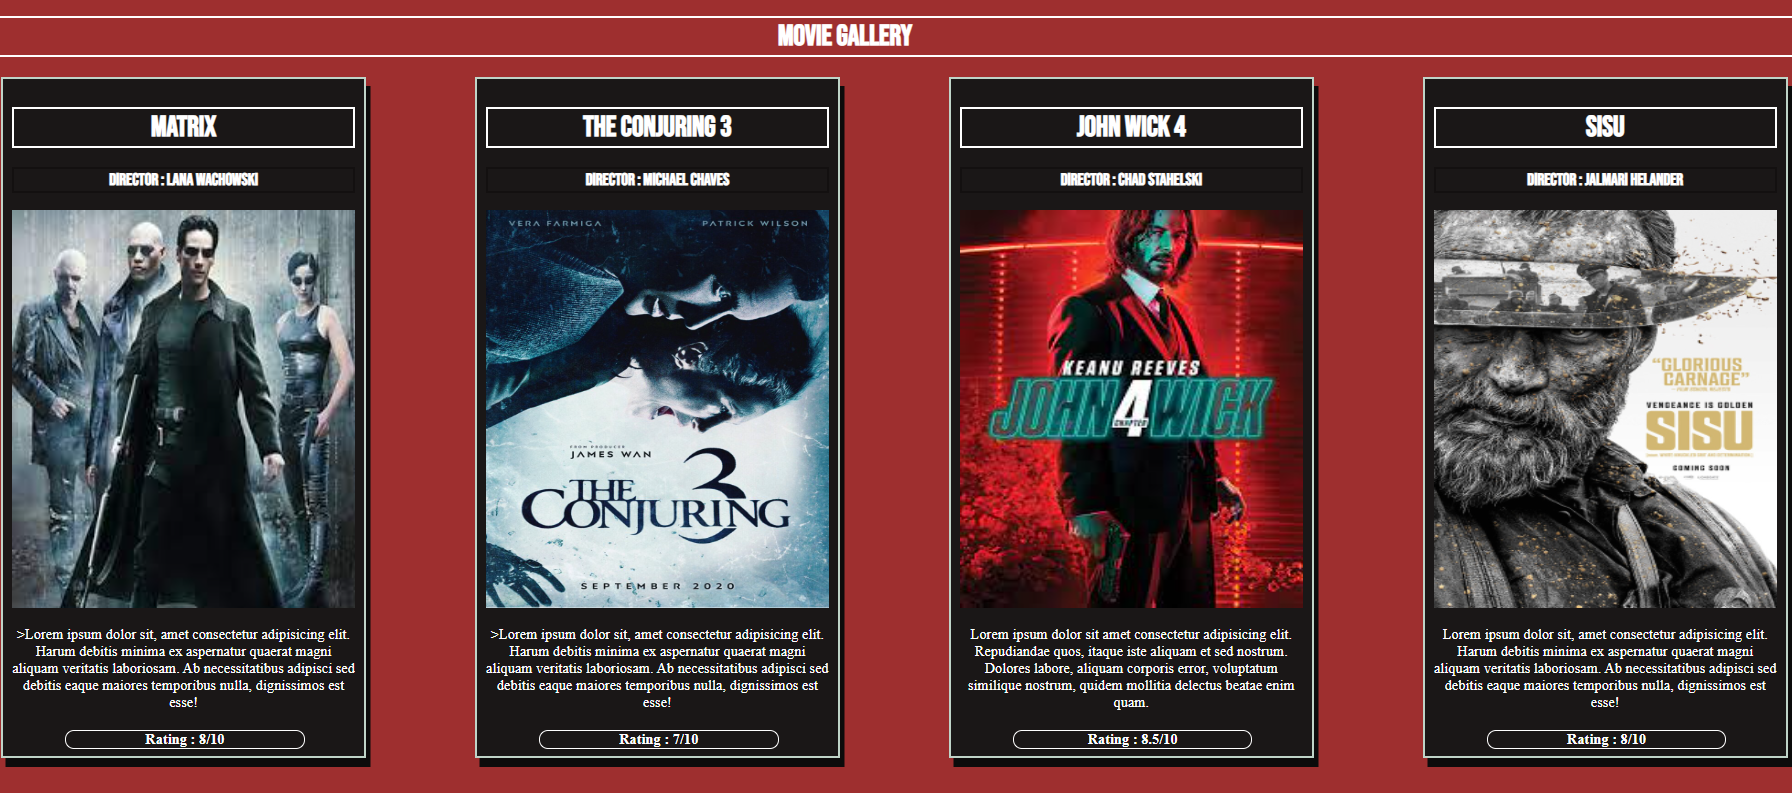 MOVIE GALLERY
MATRIX
DIRECTOR : LANA WACHOWSKI
>Lorem ipsum dolor sit, amet consectetur adipisicing elit.
Harum debitis minima ex aspernatur quaerat magni
aliquam veritatis laboriosam. Ab necessitatibus adipisci sed
debitis eaque maiores temporibus nulla, dignissimos est
esse!
Rating : 8/10
THE CONJURING 3
DIRECTOR : MICHAEL CHAVES
VERA FARMIGA PATRICK WILSON
FROM PRODUCER
JAMES WAN
THE
CONJURING
3
SEPTEMBER 2020
>Lorem ipsum dolor sit, amet consectetur adipisicing elit.
Harum debitis minima ex aspernatur quaerat magni
aliquam veritatis laboriosam. Ab necessitatibus adipisci sed
debitis eaque maiores temporibus nulla, dignissimos est
esse!
Rating : 7/10
JOHN WICK 4
DIRECTOR : CHAD STAHELSKI
KEANU REEVES
JOHN 4 WICK
CHAPTER
Lorem ipsum dolor sit amet consectetur adipisicing elit.
Repudiandae quos, itaque iste aliquam et sed nostrum.
Dolores labore, aliquam corporis error, voluptatum
similique nostrum, quidem mollitia delectus beatae enim
quam.
Rating : 8.5/10
SISU
DIRECTOR : JALMARI HELANDER
“GLORIOUS
CARNAGE”
VENGEANCE IS GOLDEN
SISU
COMING SOON
Lorem ipsum dolor sit, amet consectetur adipisicing elit.
Harum debitis minima ex aspernatur quaerat magni
aliquam veritatis laboriosam. Ab necessitatibus adipisci sed
debitis eaque maiores temporibus nulla, dignissimos est
esse!
Rating : 8/10